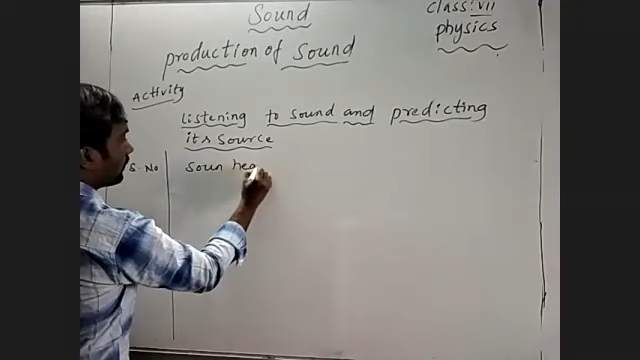 Sound
class: vii
physics
production of Sound
Activity
listening to sound and predicting
its source
S. No
Soun hea